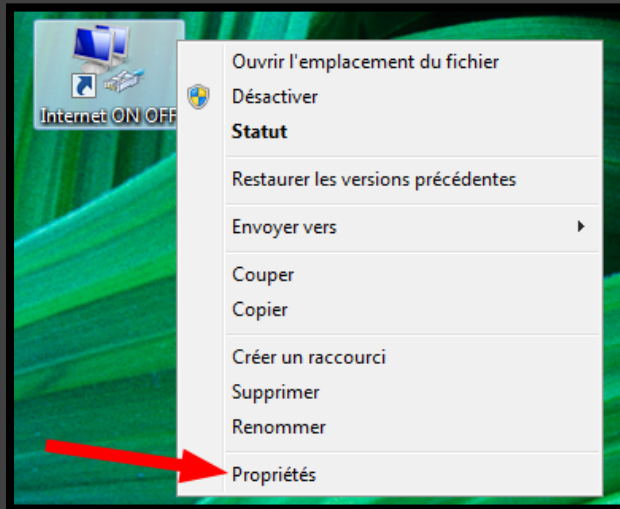 Internet ON OFF
Ouvrir l'emplacement du fichier
Désactiver
Statut
Restaurer les versions précédentes
Envoyer vers
Couper
Copier
Créer un raccourci
Supprimer
Renommer
Propriétés